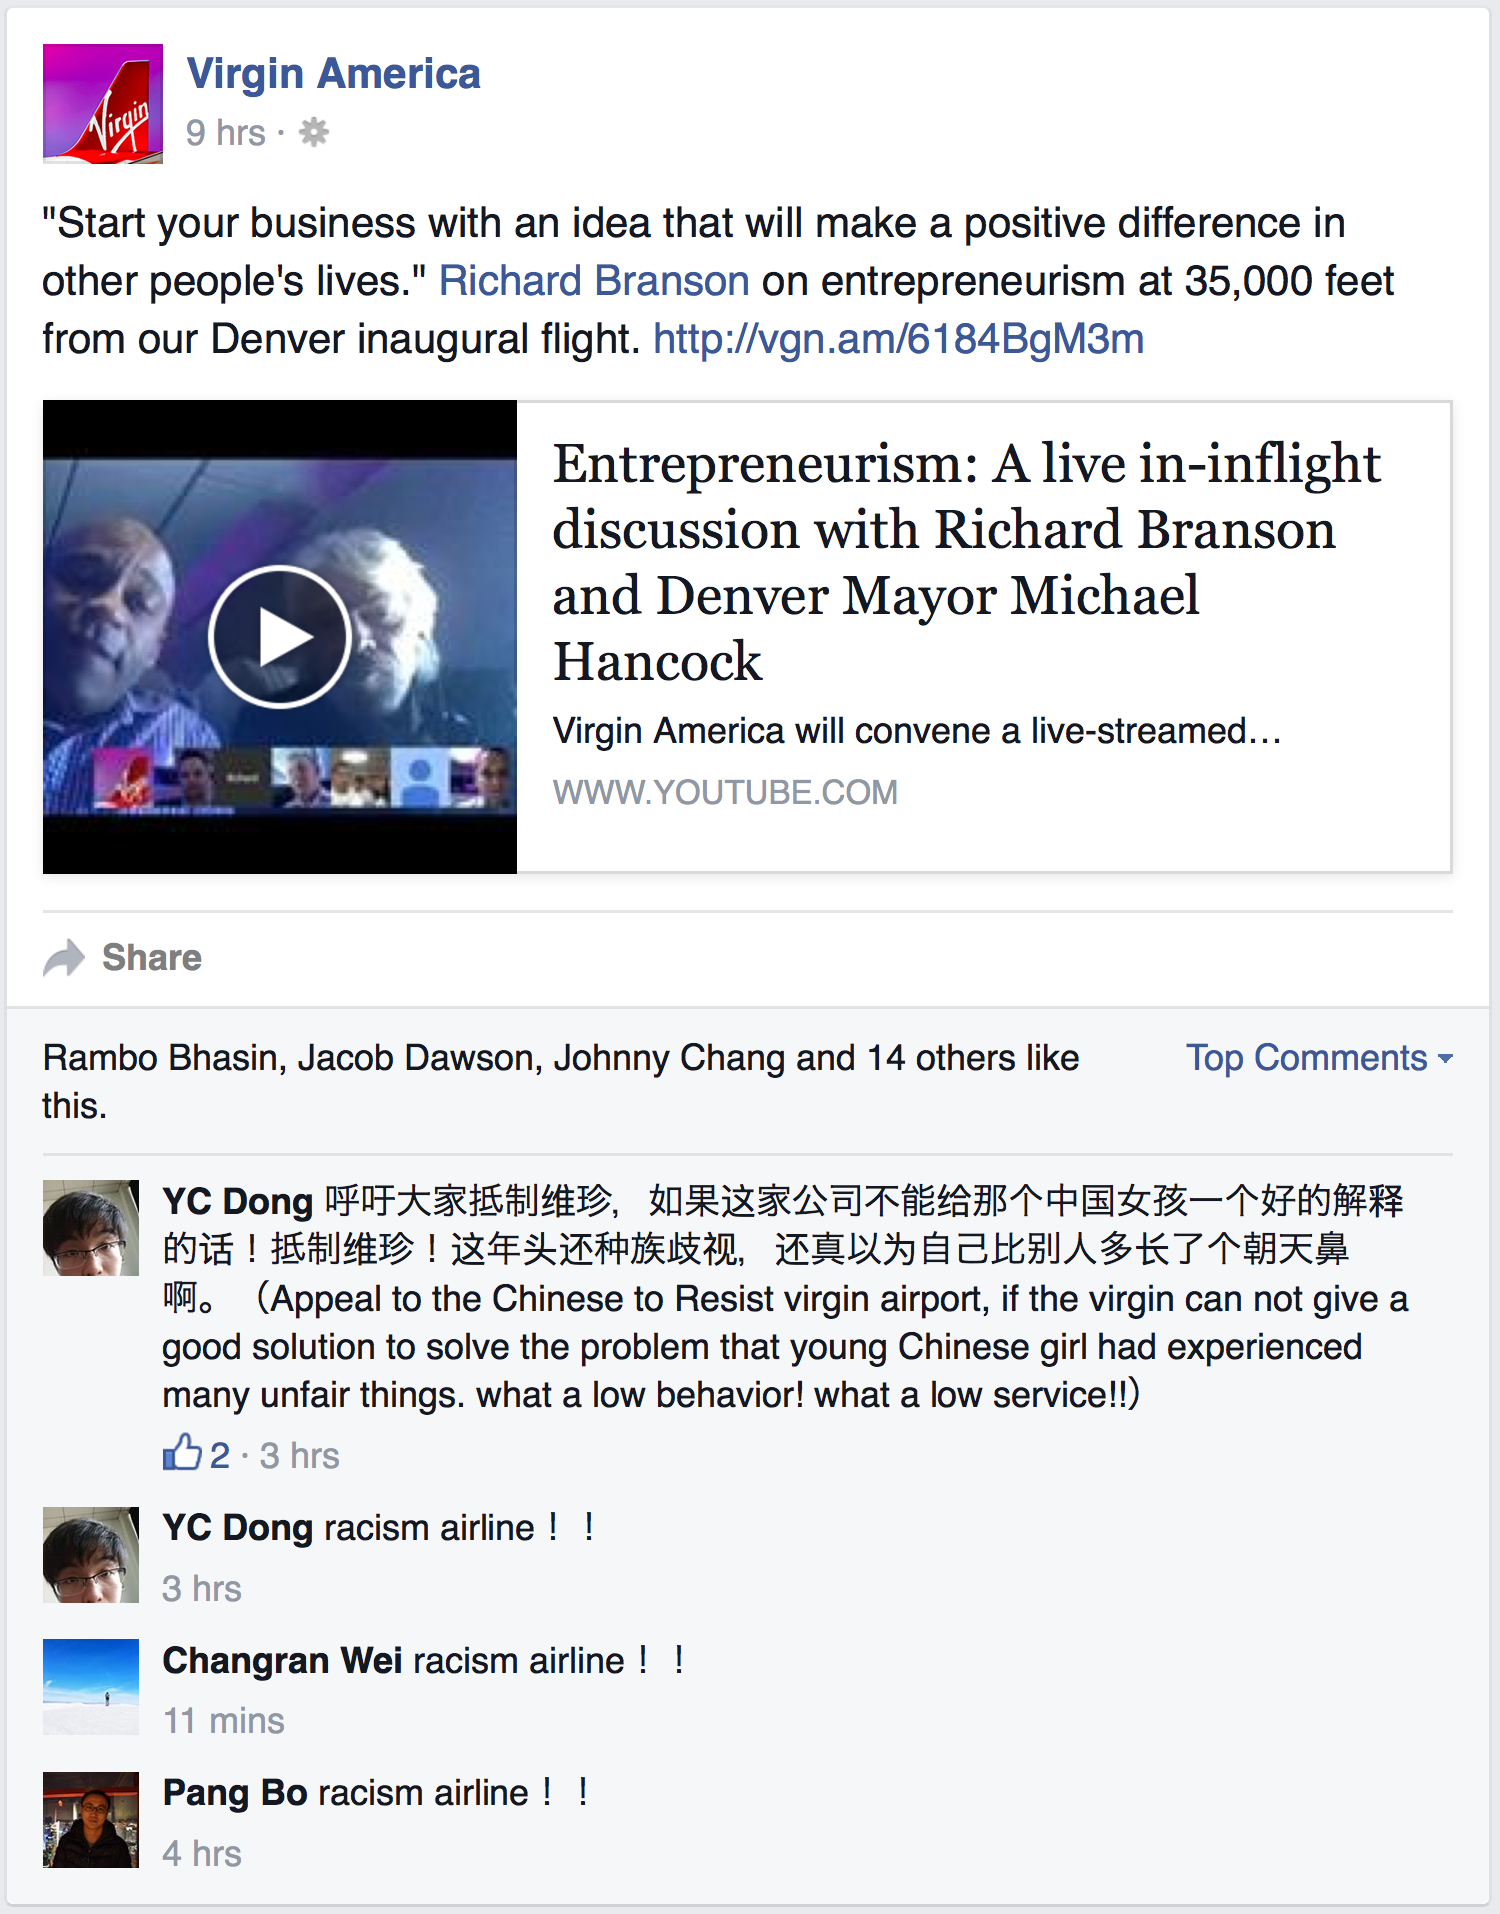 Virgin
Virgin America
9 hrs ·
"Start your business with an idea that will make a positive difference in
other people's lives." Richard Branson on entrepreneurism at 35,000 feet
from our Denver inaugural flight. http://vgn.am/6184BgM3m
Entrepreneurism: A live in-inflight
discussion with Richard Branson
and Denver Mayor Michael
Hancock
Virgin America will convene a live-streamed...
WWW.YOUTUBE.COM
Share
Rambo Bhasin, Jacob Dawson, Johnny Chang and 14 others like
this.
Top Comments
YC Dong 呼吁大家抵制维珍，如果这家公司不能给那个中国女孩一个好的解释
的话！抵制维珍！这年头还种族歧视，还真以为自己比别人多长了个朝天鼻
啊。（Appeal to the Chinese to Resist virgin airport, if the virgin can not give a
good solution to solve the problem that young Chinese girl had experienced
many unfair things. what a low behavior! what a low service!!）
2 · 3 hrs
YC Dong racism airline！！
3 hrs
Changran Wei racism airline！！
11 mins
Pang Bo racism airline！！
4 hrs